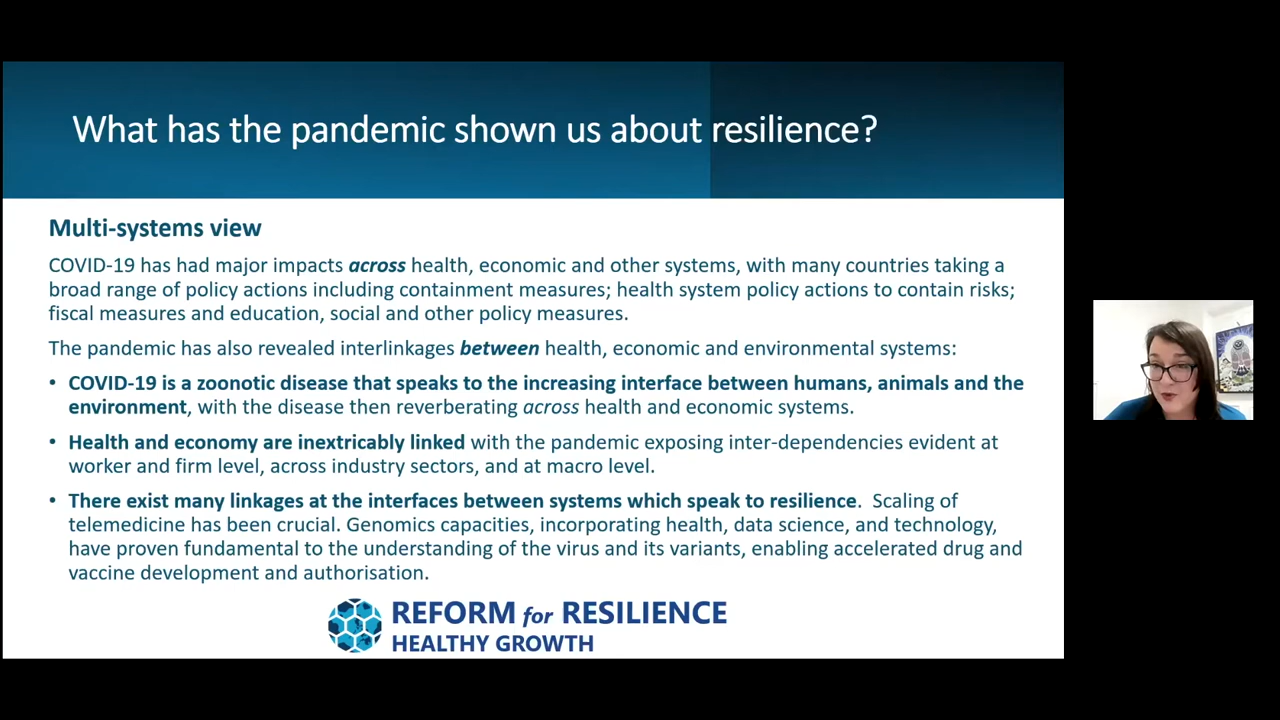 What has the pandemic shown us about resilience?
Multi-systems view
COVID-19 has had major impacts across health, economic and other systems, with many countries taking a
broad range of policy actions including containment measures; health system policy actions to contain risks;
fiscal measures and education, social and other policy measures.
The pandemic has also revealed interlinkages between health, economic and environmental systems:
• COVID-19 is a zoonotic disease that speaks to the increasing interface between humans, animals and the
environment, with the disease then reverberating across health and economic systems.
• Health and economy are inextricably linked with the pandemic exposing inter-dependencies evident at
worker and firm level, across industry sectors, and at macro level.
• There exist many linkages at the interfaces between systems which speak to resilience. Scaling of
telemedicine has been crucial. Genomics capacities, incorporating health, data science, and technology,
have proven fundamental to the understanding of the virus and its variants, enabling accelerated drug and
vaccine development and authorisation.
REFORM for RESILIENCE
HEALTHY GROWTH